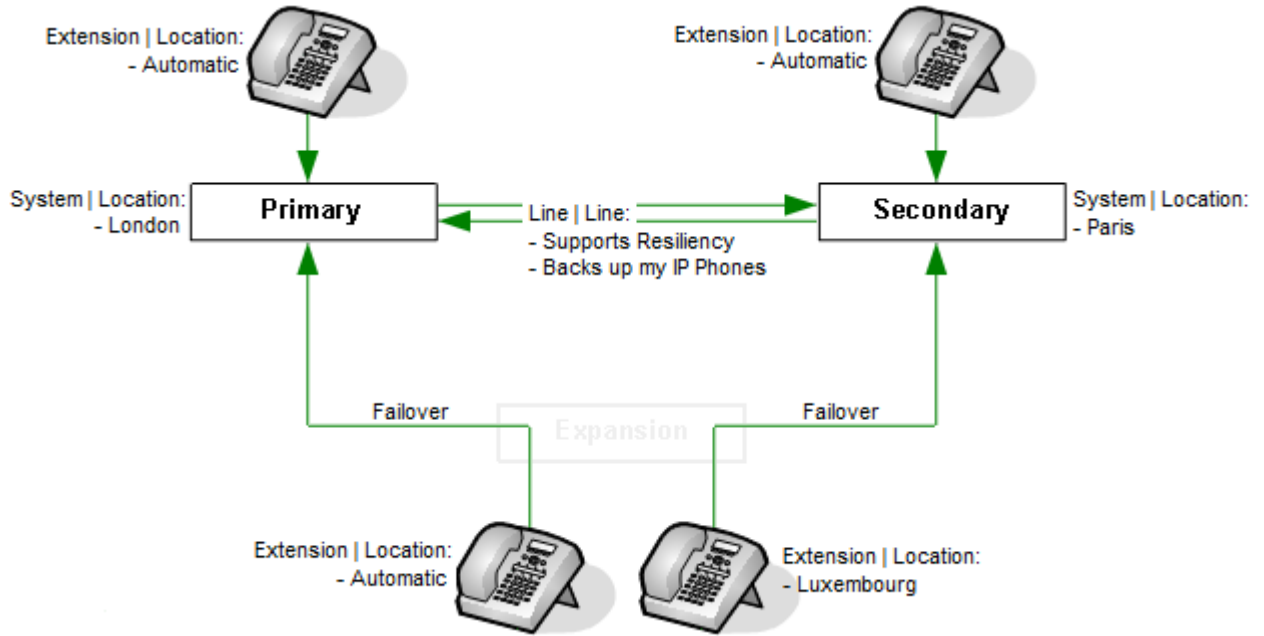 Extension | Location:
- Automatic
Extension | Location:
- Automatic
System | Location:
- London
Primary
Line | Line:
- Supports Resiliency
- Backs up my IP Phones
Secondary
System | Location:
- Paris
Failover
Expansion
Failover
Extension | Location:
- Automatic
Extension | Location:
- Luxembourg